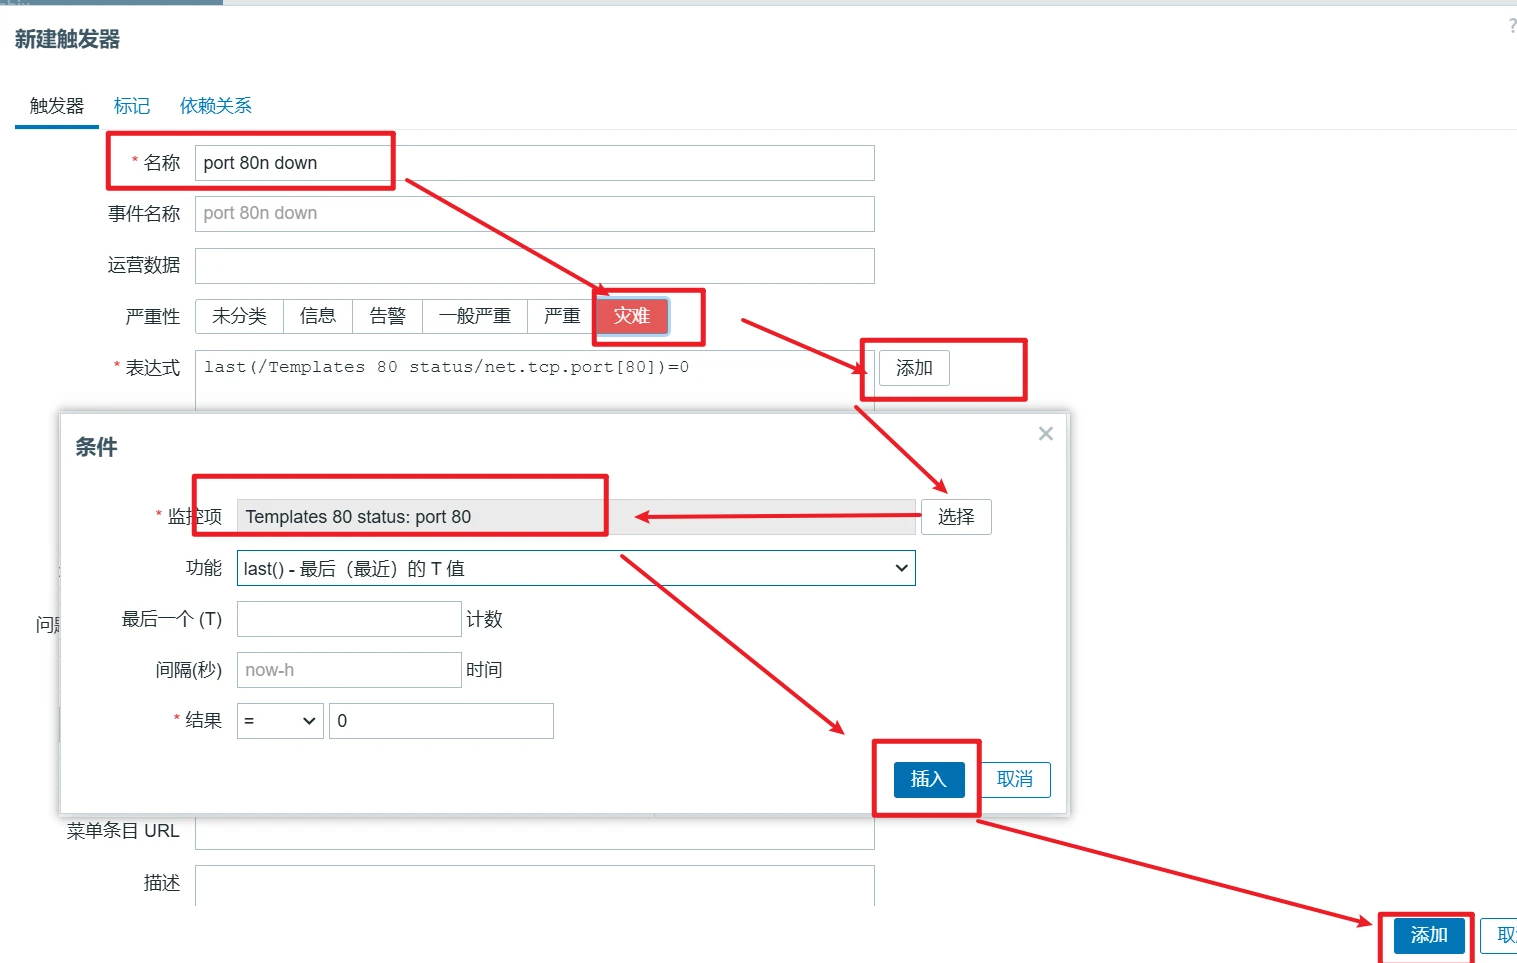 新建触发器
?
触发器 标记 依赖关系
* 名称 port 80n down
事件名称 port 80n down
运营数据
严重性 未分类 信息 告警 一般严重 严重 灾难
* 表达式 last(/Templates 80 status/net.tcp.port[80])=0 添加
条件 ×
* 监控项 Templates 80 status: port 80 选择
功能 last() - 最后（最近）的 T 值
最后一个 (T) 计数
间隔(秒) now-h 时间
* 结果 = 0
插入 取消
菜单条目 URL
描述
添加